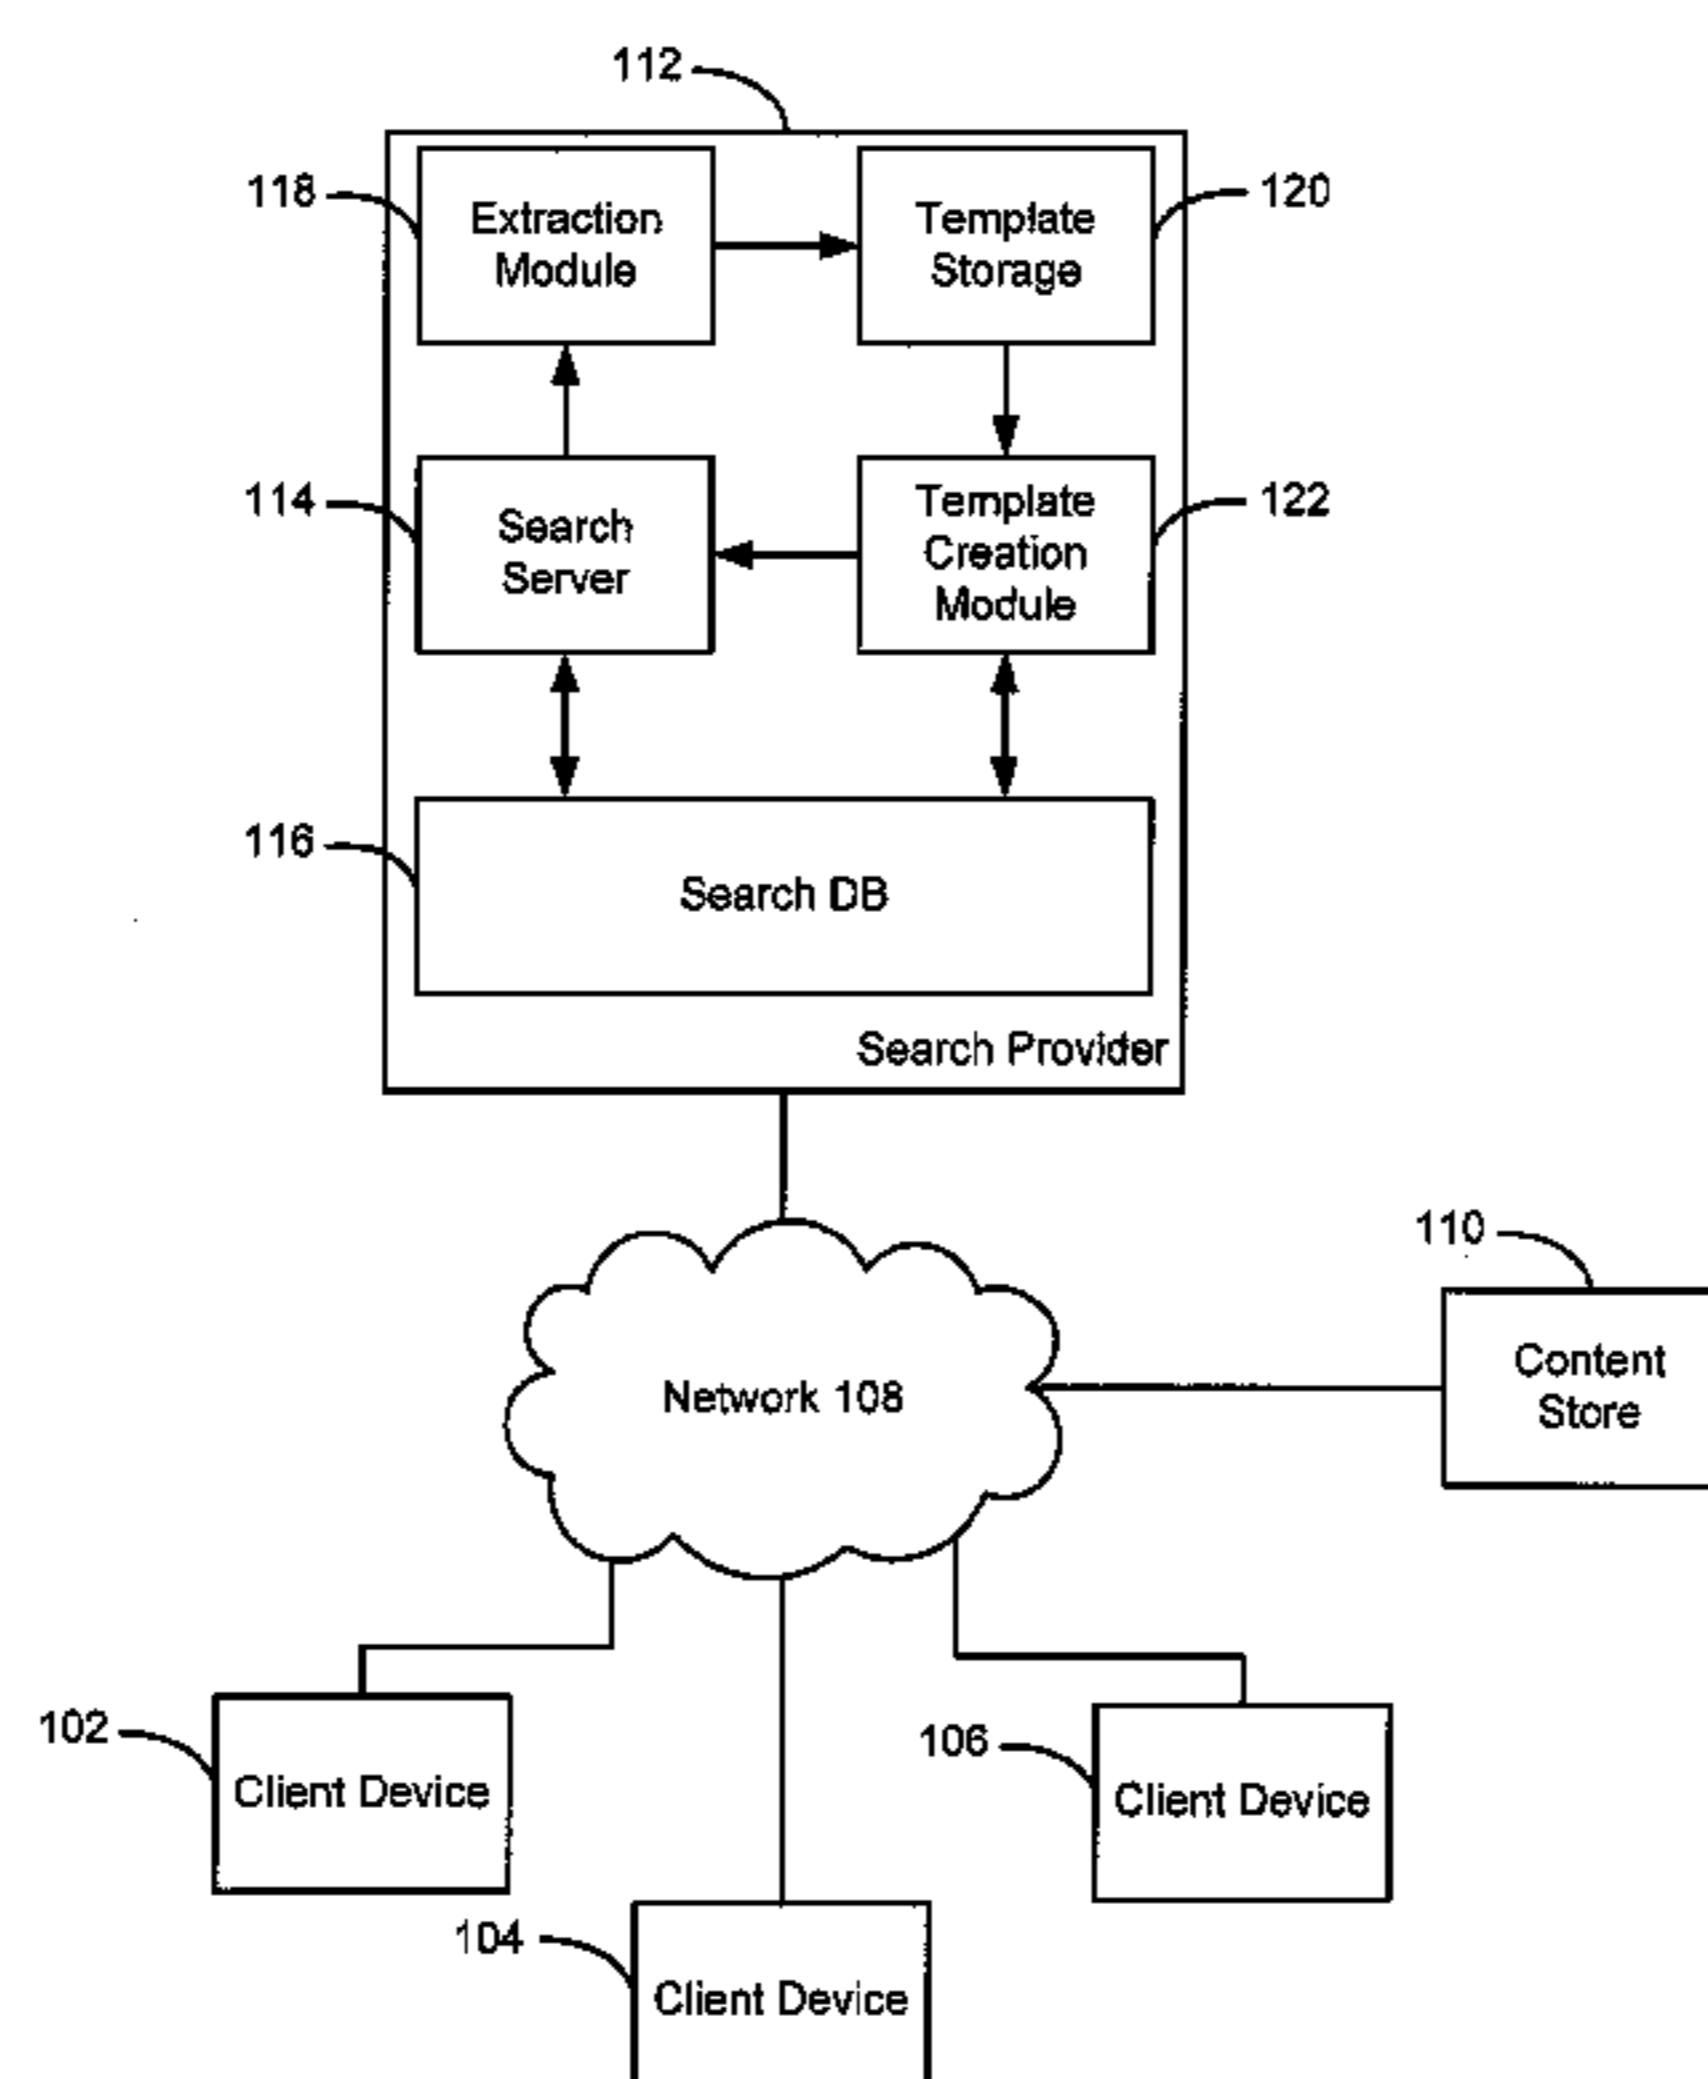 112
118
Extraction
Module
Template
Storage
120
114
Search
Server
Template
Creation
Module
122
116
Search DB
Search Provider
110
Network 108
Content
Store
102
Client Device
106
Client Device
104
Client Device